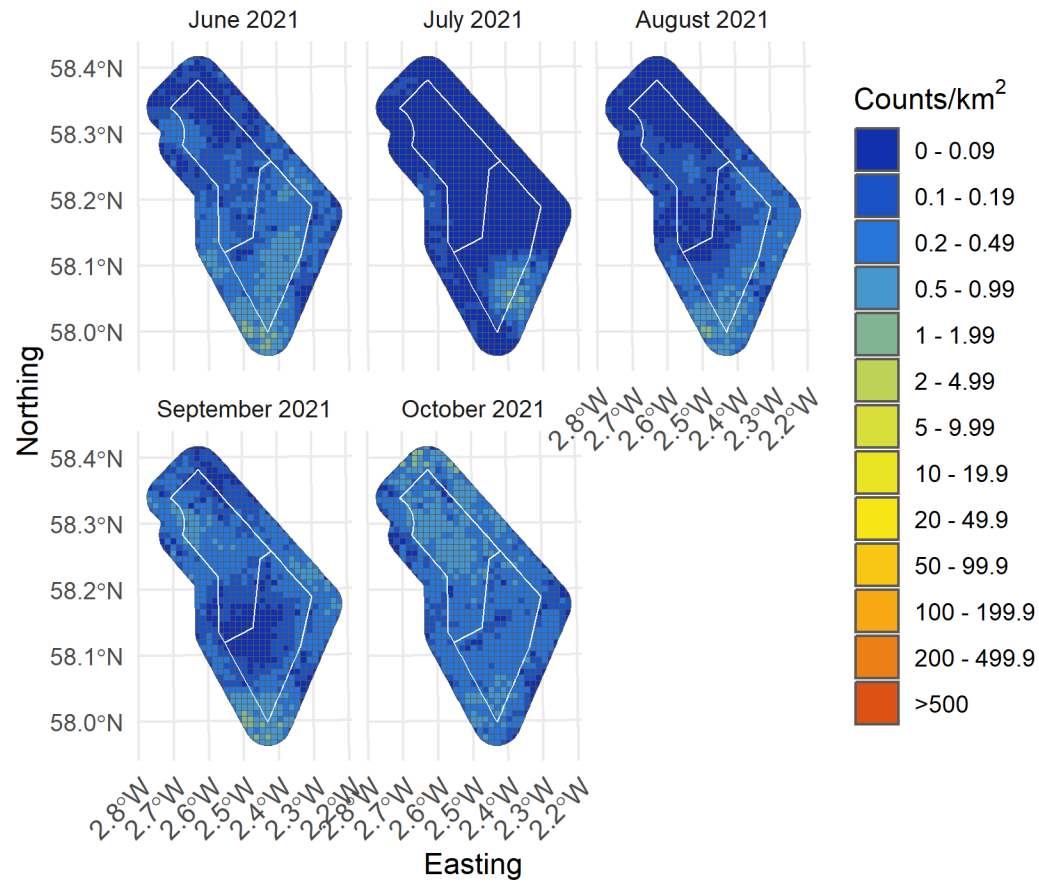 June 2021
July 2021
August 2021
58.4°N
58.3°N
58.2°N
58.1°N
58.0°N
2.8°W
2.7°W
2.6°W
2.5°W
2.4°W
2.3°W
2.2°W
September 2021
October 2021
58.4°N
58.3°N
58.2°N
58.1°N
58.0°N
2.8°W
2.7°W
2.6°W
2.5°W
2.4°W
2.3°W
2.2°W
2.8°W
2.7°W
2.6°W
2.5°W
2.4°W
2.3°W
2.2°W
Northing
Easting
Counts/km²
0 - 0.09
0.1 - 0.19
0.2 - 0.49
0.5 - 0.99
1 - 1.99
2 - 4.99
5 - 9.99
10 - 19.9
20 - 49.9
50 - 99.9
100 - 199.9
200 - 499.9
>500